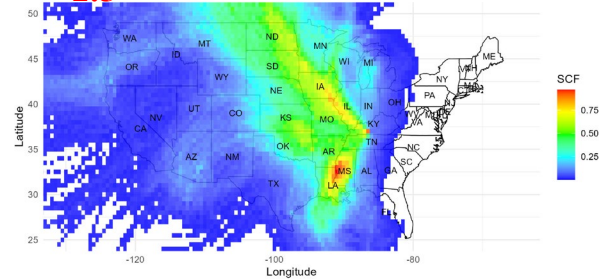 50
45
40
35
30
25
Latitude
WA
MT
ND
MN
ME
OR
ID
SD
WI
MI
NY
WY
NE
IA
PA
NV
UT
CO
IL
IN
OH
CA
KS
MO
KY
VA
AZ
NM
OK
AR
TN
NC
SC
TX
LA
MS
AL
GA
-120
-100
-80
Longitude
SCF
0.75
0.50
0.25